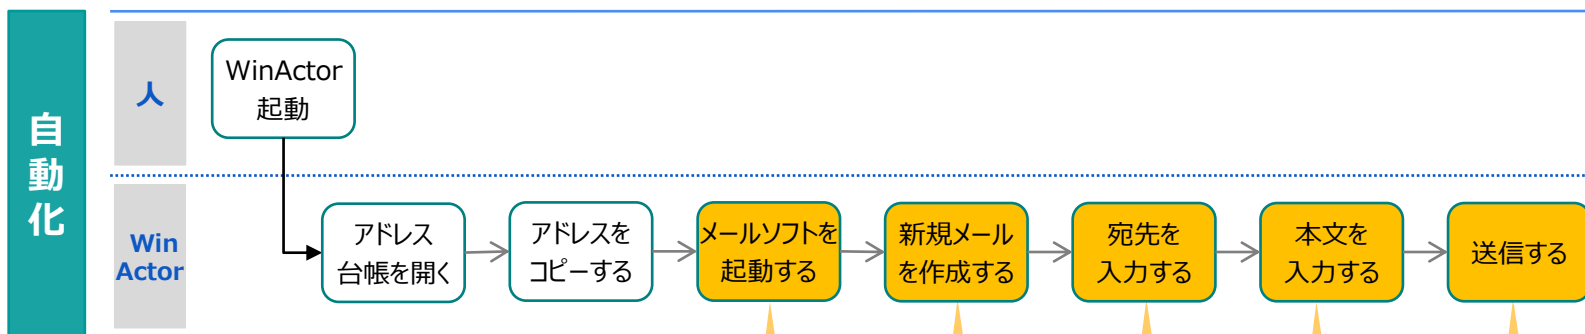 自動化
人
WinActor
起動
Win
Actor
アドレス
台帳を開く
アドレスを
コピーする
メールソフトを
起動する
新規メール
を作成する
宛先を
入力する
本文を
入力する
送信する